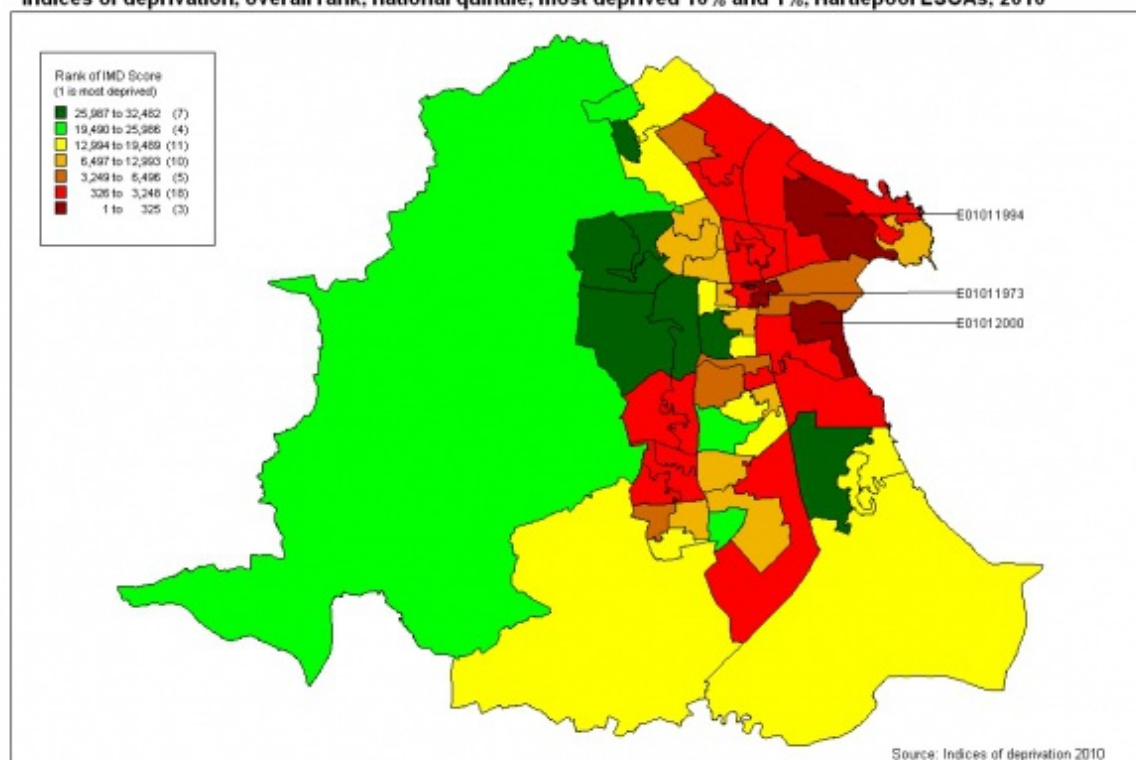 Indices of deprivation, overall rank, national quintile, most deprived 10% and 1%, Hartlepool LSOAs, 2010
Rank of IMD Score
(1 is most deprived)
25,987 to 32,482 (7)
19,490 to 25,986 (4)
12,994 to 19,489 (11)
6,497 to 12,993 (10)
3,249 to 6,496 (5)
326 to 3,248 (18)
1 to 325 (3)
E01011994
E01011973
E01012000
Source: Indices of deprivation 2010